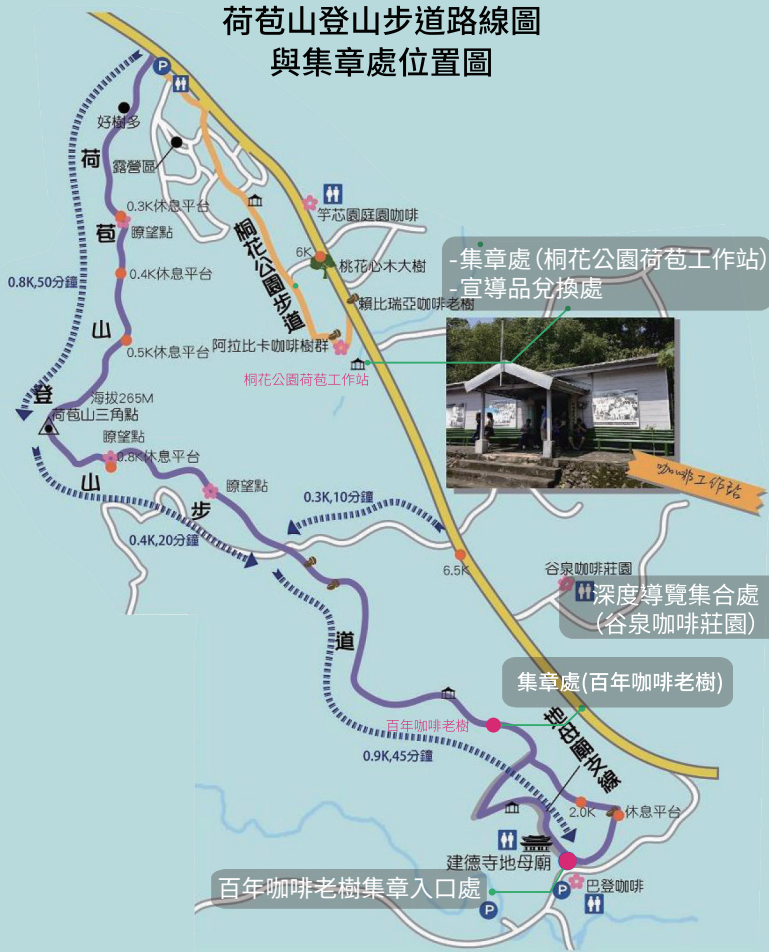 荷苞山登山步道路線圖
與集章處位置圖
P
好樹多
荷
露營區
0.3K休息平台
竽芯園庭園咖啡
苞
瞭望點
桐花公園步道
6K
桃花心木大樹
-集章處(桐花公園荷苞工作站)
-宣導品兌換處
0.4K休息平台
0.8K,50分鐘
賴比瑞亞咖啡老樹
山
0.5K休息平台
阿拉比卡咖啡樹群
桐花公園荷苞工作站
登
海拔265M
荷苞山三角點
瞭望點
0.8K休息平台
咖啡工作站
山
瞭望點
步
0.3K,10分鐘
0.4K,20分鐘
6.5K
谷泉咖啡莊園
深度導覽集合處
(谷泉咖啡莊園)
道
集章處(百年咖啡老樹)
百年咖啡老樹
地母廟支線
0.9K,45分鐘
2.0K
休息平台
建德寺地母廟
百年咖啡老樹集章入口處
P
巴登咖啡
P